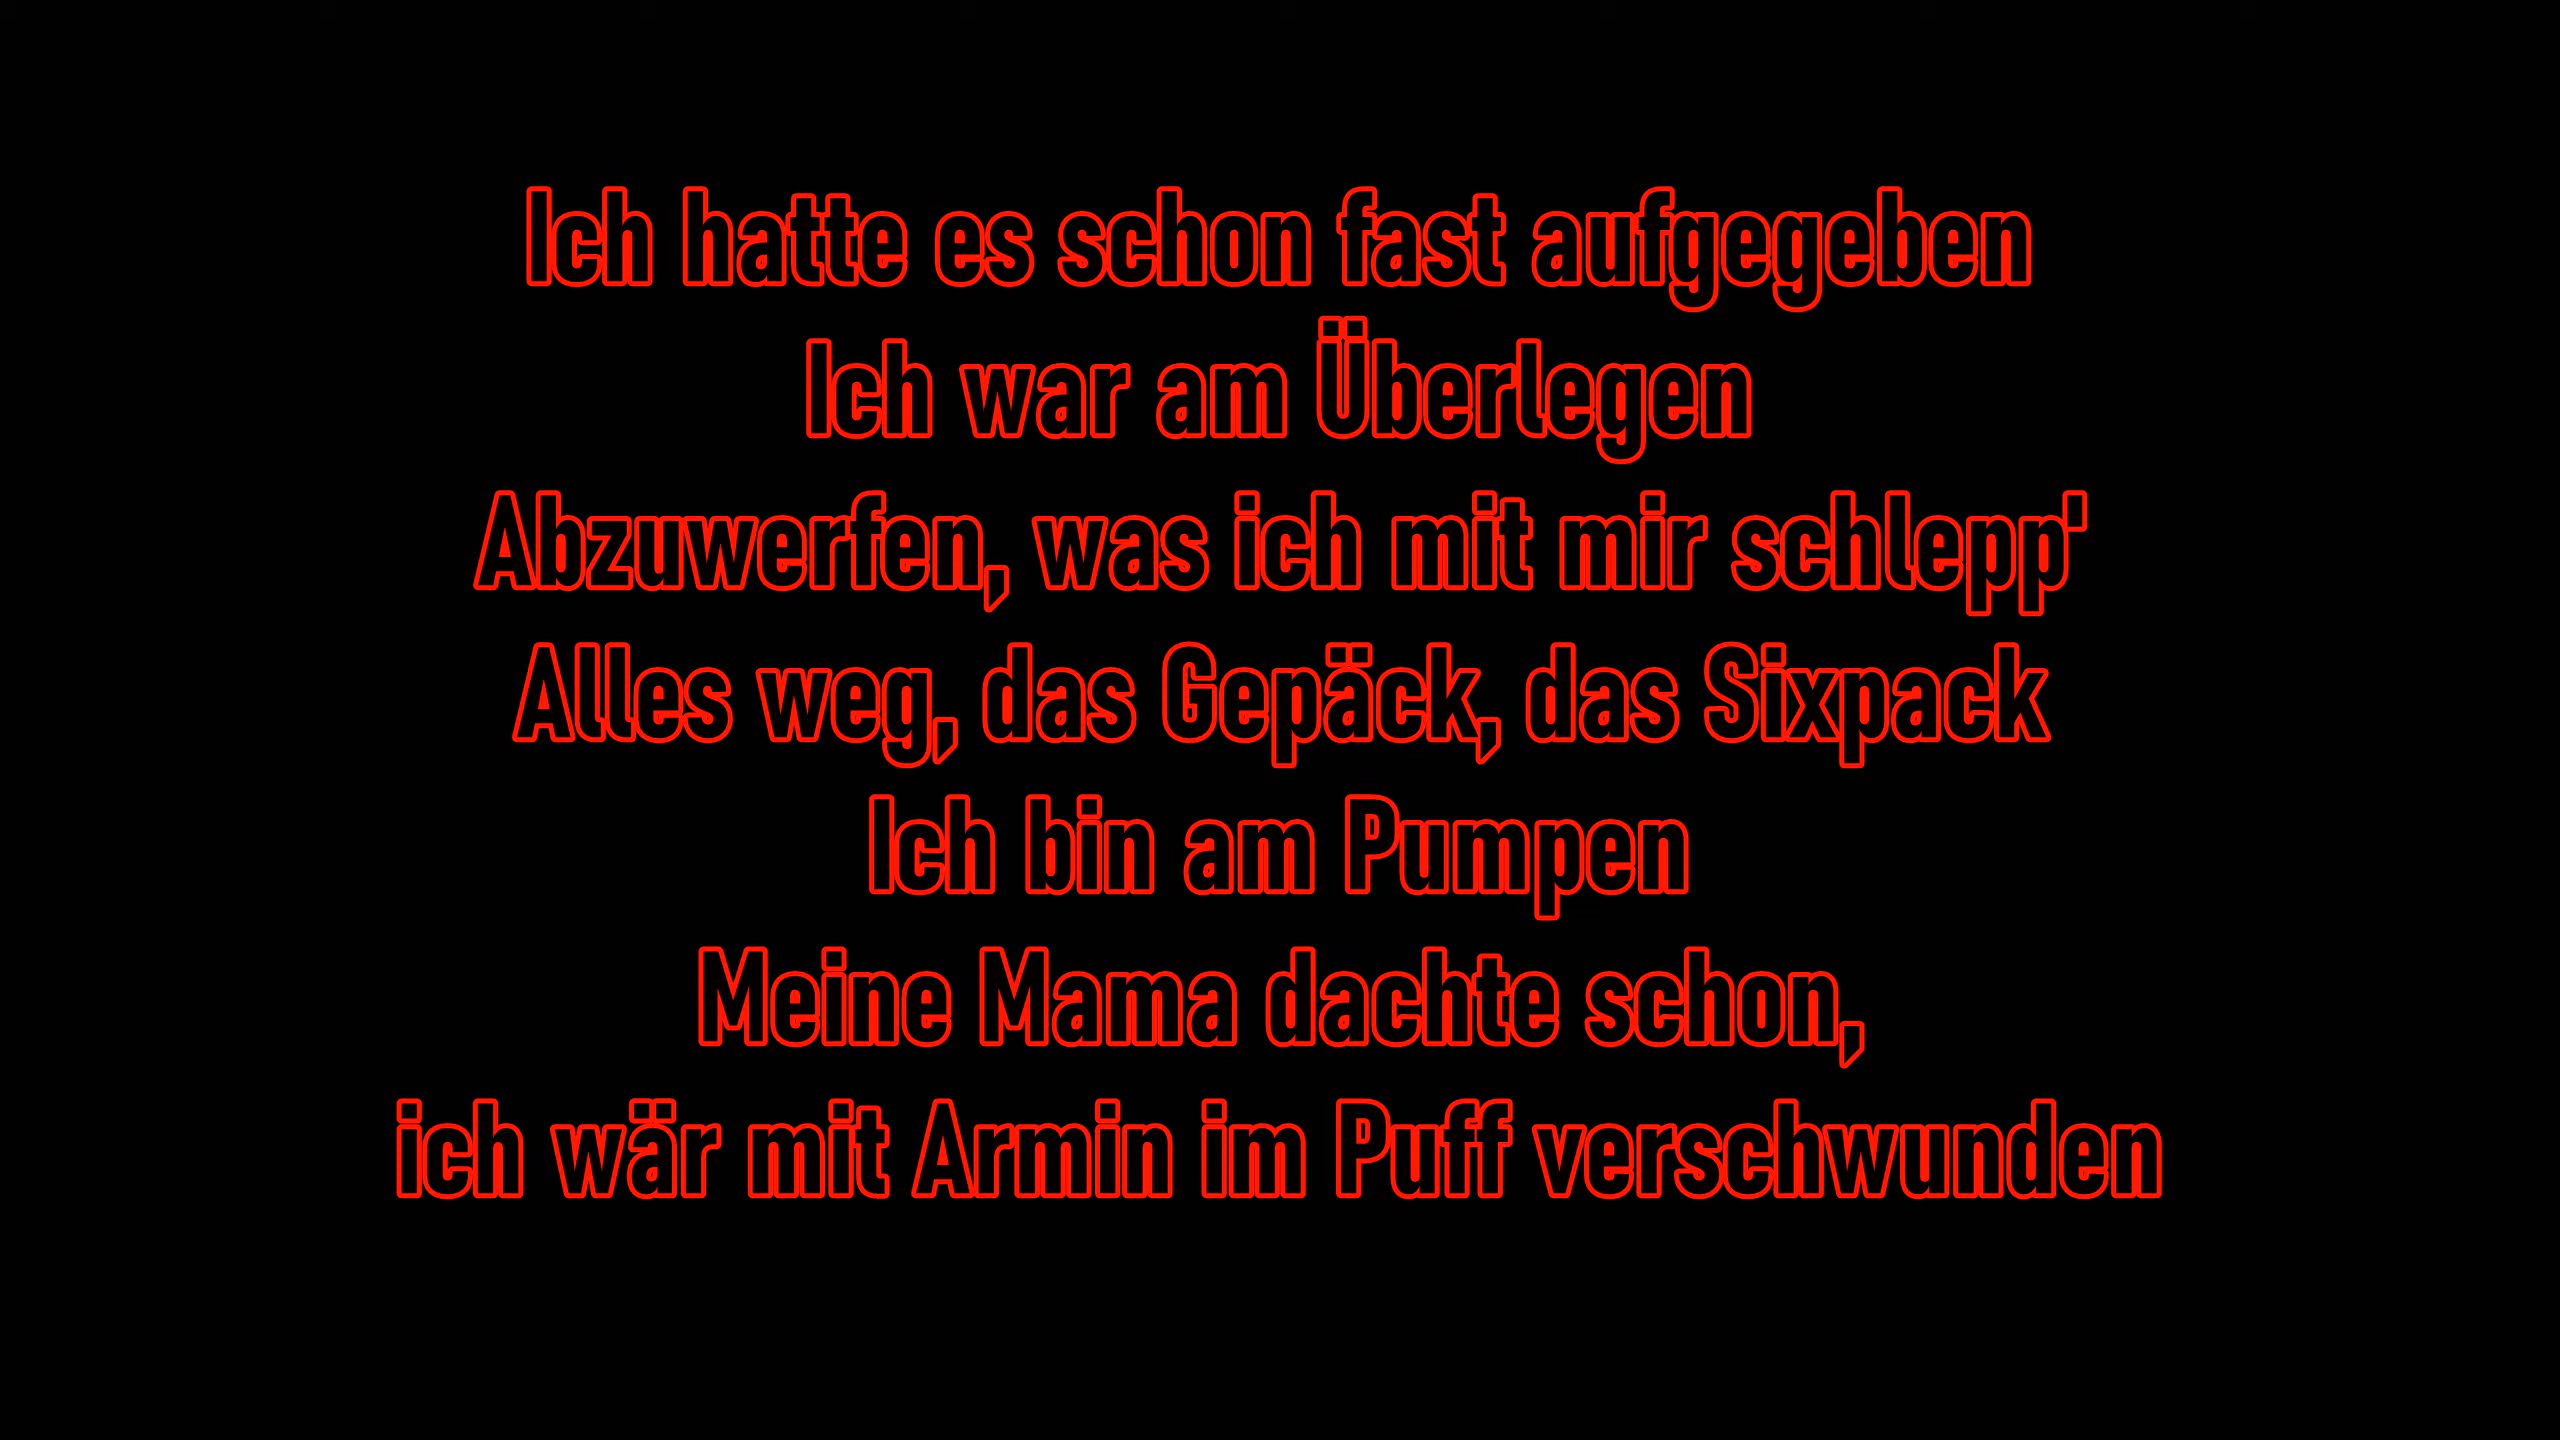 Ich hatte es schon fast aufgegeben
Ich war am Überlegen
Abzuwerfen, was ich mit mir schlepp'
Alles weg, das Gepäck, das Sixpack
Ich bin am Pumpen
Meine Mama dachte schon,
ich wär mit Armin im Puff verschwunden